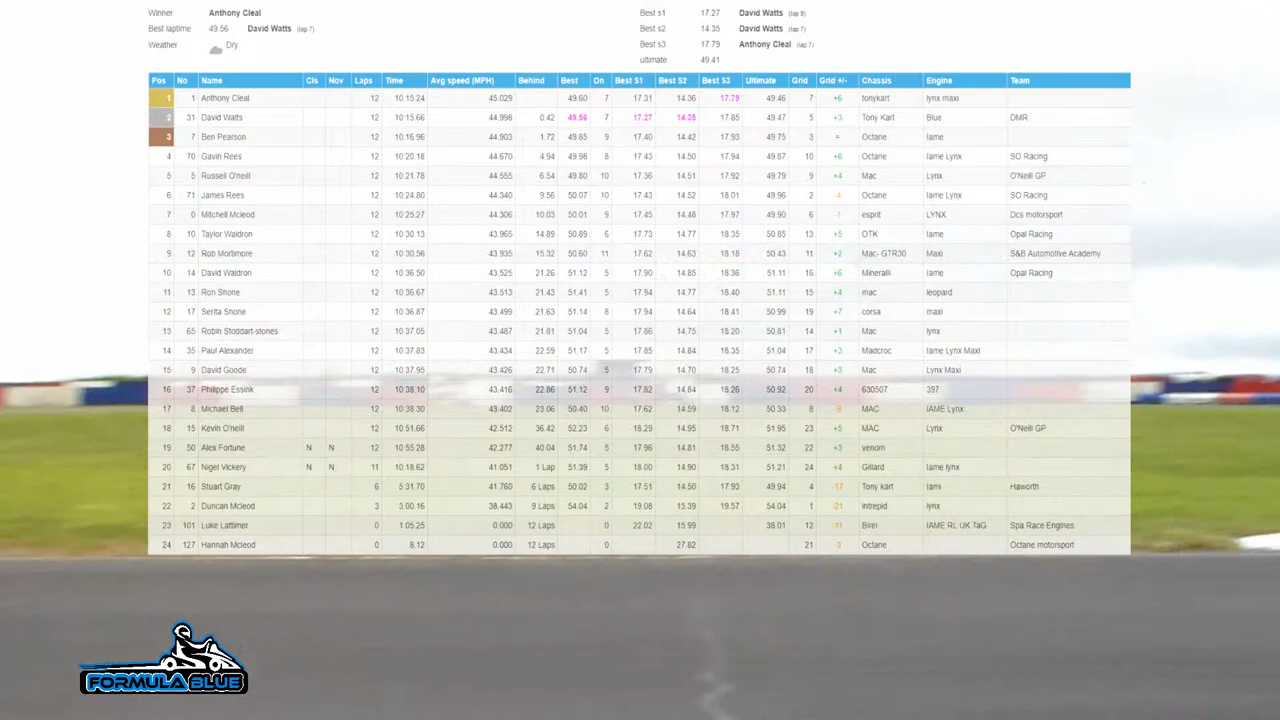 Winner Anthony Cleal Best s1 17.27 David Watts (lap 9)
Best laptime 49.56 David Watts (lap 7) Best s2 14.35 David Watts (lap 7)
Weather Dry Best s3 17.79 Anthony Cleal (lap 7)
ultimate 49.41
Pos No Name Cls Nov Laps Time Avg speed (MPH) Behind Best On Best S1 Best S2 Best S3 Ultimate Grid Grid +/- Chassis Engine Team
1 1 Anthony Cleal 12 10:15.24 45.029 49.60 7 17.31 14.36 17.79 49.46 7 +6 tonykart lynx maxi
2 31 David Watts 12 10:15.66 44.998 0.42 49.56 7 17.27 14.35 17.85 49.47 5 +3 Tony Kart Blue DMR
3 7 Ben Pearson 12 10:16.96 44.903 1.72 49.85 9 17.40 14.42 17.93 49.75 3 = Octane Iame
4 70 Gavin Rees 12 10:20.18 44.670 4.94 49.98 8 17.43 14.50 17.94 49.87 10 +6 Octane Iame Lynx SO Racing
5 5 Russell O'neill 12 10:21.78 44.555 6.54 49.80 10 17.36 14.51 17.92 49.79 9 +4 Mac Lynx O'Neill GP
6 71 James Rees 12 10:24.80 44.340 9.56 50.07 10 17.43 14.52 18.01 49.96 2 -4 Octane Iame Lynx SO Racing
7 0 Mitchell Mcleod 12 10:25.27 44.306 10.03 50.01 9 17.45 14.48 17.97 49.90 6 -1 esprit LYNX Dcs motorsport
8 10 Taylor Waldron 12 10:30.13 43.965 14.89 50.89 6 17.73 14.77 18.35 50.85 13 +5 OTK Iame Opal Racing
9 12 Rob Mortimore 12 10:30.56 43.935 15.32 50.60 11 17.62 14.63 18.18 50.43 11 +2 Mac- GTR30 Maxi S&B Automotive Academy
10 14 David Waldron 12 10:36.50 43.525 21.26 51.12 5 17.90 14.85 18.36 51.11 16 +6 Mineralli Iame Opal Racing
11 13 Ron Shone 12 10:36.67 43.513 21.43 51.41 5 17.94 14.77 18.40 51.11 15 +4 mac leopard
12 17 Serita Shone 12 10:36.87 43.499 21.63 51.14 8 17.94 14.64 18.41 50.99 19 +7 corsa maxi
13 65 Robin Stoddart-stones 12 10:37.05 43.487 21.81 51.04 5 17.86 14.75 18.20 50.81 14 +1 Mac lynx
14 35 Paul Alexander 12 10:37.83 43.434 22.59 51.17 5 17.85 14.84 18.35 51.04 17 +3 Madcroc Iame Lynx Maxi
15 9 David Goode 12 10:37.95 43.426 22.71 50.74 5 17.79 14.70 18.25 50.74 18 +3 Mac Lynx Maxi
16 37 Philippe Essink 12 10:38.10 43.416 22.86 51.12 9 17.82 14.84 18.26 50.92 20 +4 630507 397
17 8 Michael Bell 12 10:38.30 43.402 23.06 50.40 10 17.62 14.59 18.12 50.33 8 -9 MAC IAME Lynx
18 15 Kevin O'neill 12 10:51.66 42.512 36.42 52.23 6 18.29 14.95 18.71 51.95 23 +5 MAC Lynx O'Neill GP
19 50 Alex Fortune N N 12 10:55.28 42.277 40.04 51.74 5 17.96 14.81 18.55 51.32 22 +3 venom
20 67 Nigel Vickery N N 11 10:18.62 41.051 1 Lap 51.39 5 18.00 14.90 18.31 51.21 24 +4 Gillard Iame lynx
21 16 Stuart Gray 6 5:31.70 41.760 6 Laps 50.02 3 17.51 14.50 17.93 49.94 4 -17 Tony kart Iami Haworth
22 2 Duncan Mcleod 3 3:00.16 38.443 9 Laps 54.04 2 19.08 15.39 19.57 54.04 1 -21 intrepid lynx
23 101 Luke Lattimer 0 1:05.25 0.000 12 Laps 0 22.02 15.99 38.01 12 -11 Birel IAME RL UK TaG Spa Race Engines
24 127 Hannah Mcleod 0 8.12 0.000 12 Laps 0 27.82 21 -3 Octane Octane motorsport
FORMULA BLUE